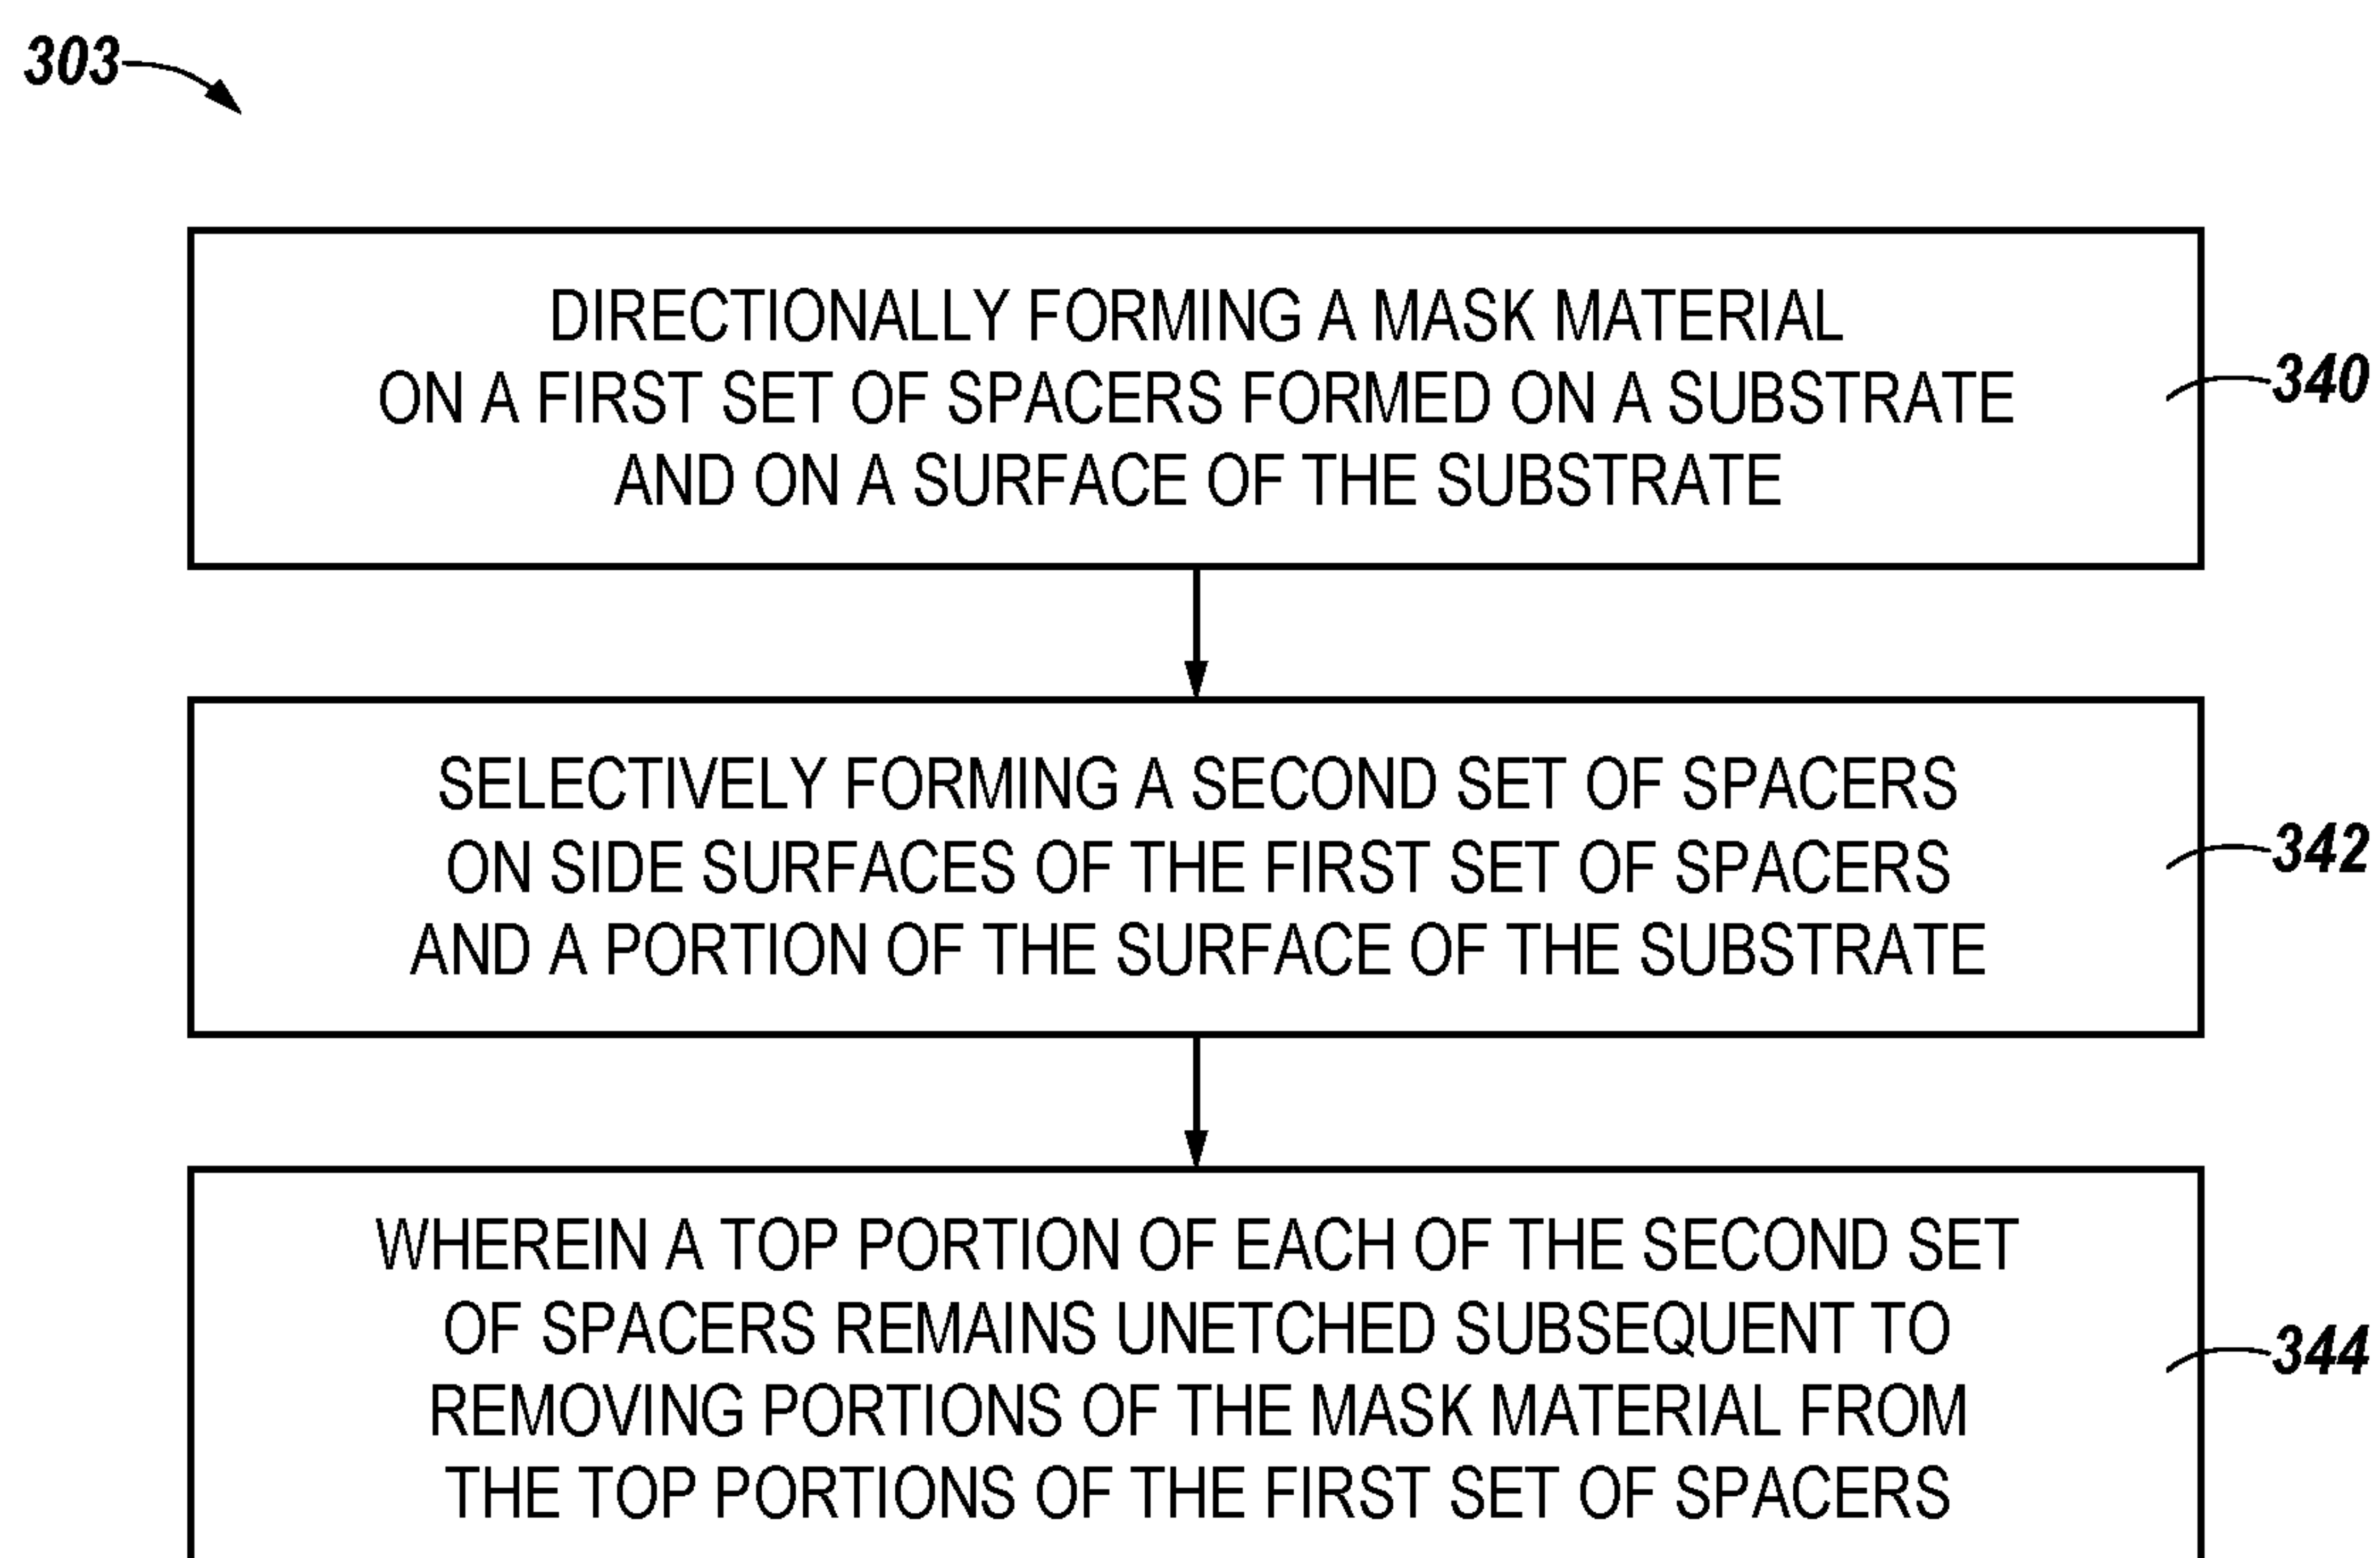 303
DIRECTIONALLY FORMING A MASK MATERIAL
ON A FIRST SET OF SPACERS FORMED ON A SUBSTRATE
AND ON A SURFACE OF THE SUBSTRATE
340
SELECTIVELY FORMING A SECOND SET OF SPACERS
ON SIDE SURFACES OF THE FIRST SET OF SPACERS
AND A PORTION OF THE SURFACE OF THE SUBSTRATE
342
WHEREIN A TOP PORTION OF EACH OF THE SECOND SET
OF SPACERS REMAINS UNETCHED SUBSEQUENT TO
REMOVING PORTIONS OF THE MASK MATERIAL FROM
THE TOP PORTIONS OF THE FIRST SET OF SPACERS
344